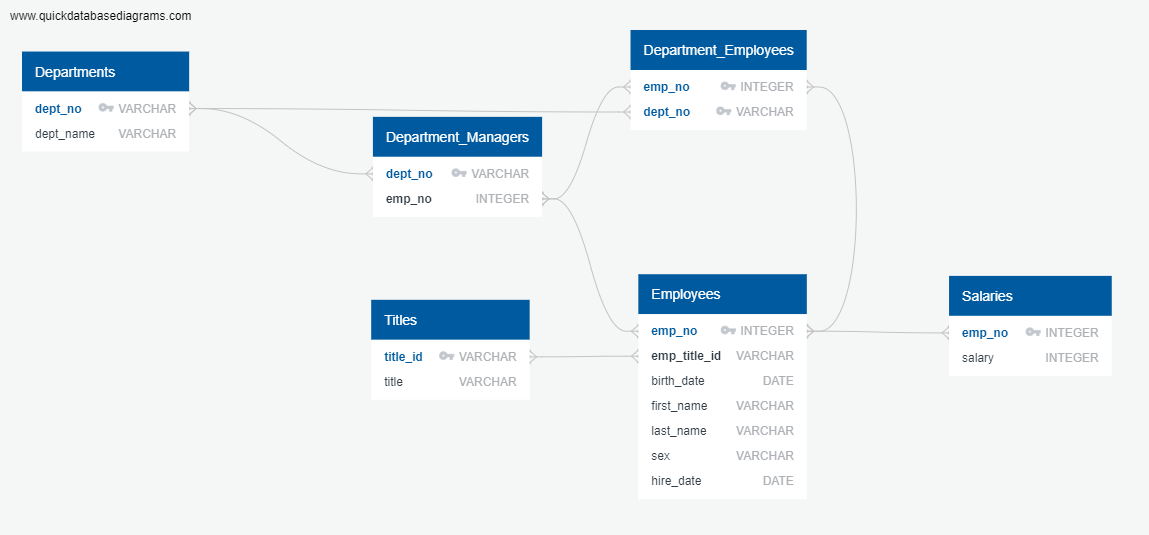 www.quickdatabasediagrams.com
Departments
dept_no VARCHAR
dept_name VARCHAR
Department_Managers
dept_no VARCHAR
emp_no INTEGER
Department_Employees
emp_no INTEGER
dept_no VARCHAR
Titles
title_id VARCHAR
title VARCHAR
Employees
emp_no INTEGER
emp_title_id VARCHAR
birth_date DATE
first_name VARCHAR
last_name VARCHAR
sex VARCHAR
hire_date DATE
Salaries
emp_no INTEGER
salary INTEGER